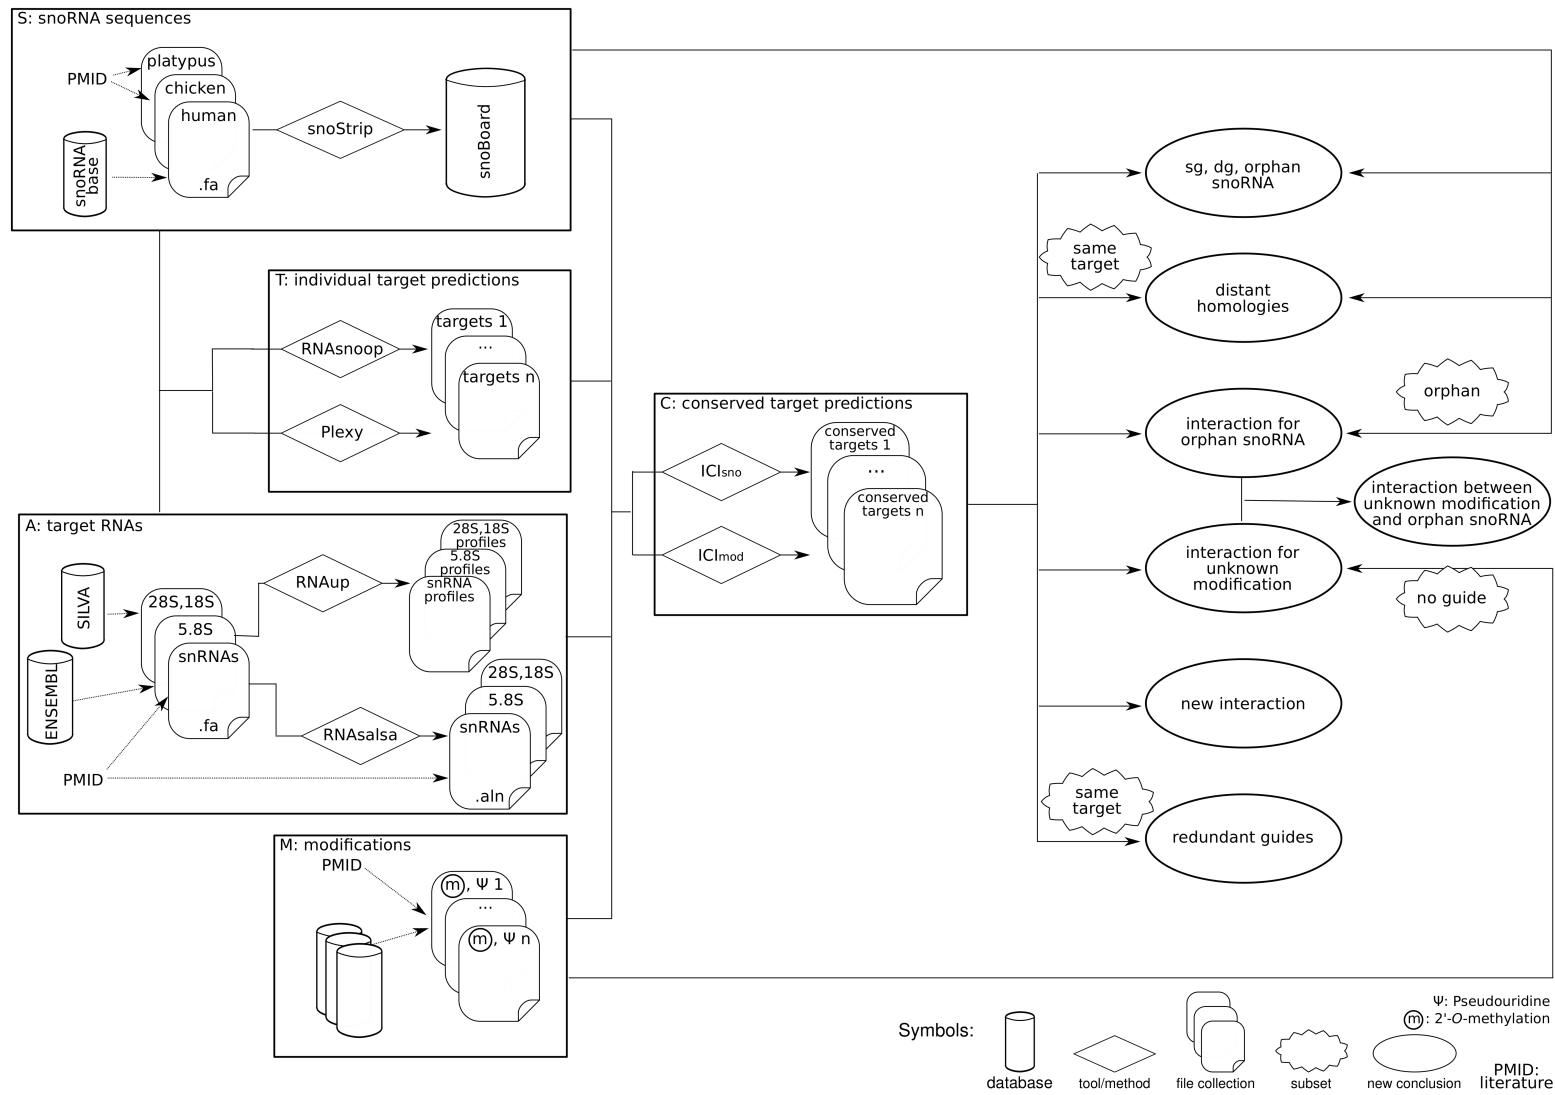 S: snoRNA sequences
platypus
PMID
chicken
human
snoStrip
snoBoard
snoRNA
base
.fa
T: individual target predictions
targets 1
RNAsnoop
...
targets n
Plexy
A: target RNAs
28S,18S
profiles
5.8S
profiles
snRNA
profiles
RNAup
SILVA
28S,18S
5.8S
snRNAs
ENSEMBL
.fa
28S,18S
5.8S
snRNAs
RNAsalsa
PMID
.aln
M: modifications
PMID
m, Ψ 1
...
m, Ψ n
C: conserved target predictions
conserved
targets 1
ICIsno
...
conserved
targets n
ICImod
sg, dg, orphan
snoRNA
same
target
distant
homologies
orphan
interaction for
orphan snoRNA
interaction between
unknown modification
and orphan snoRNA
interaction for
unknown
modification
no guide
new interaction
same
target
redundant guides
Ψ: Pseudouridine
m: 2'-O-methylation
Symbols:
database
tool/method
file collection
subset
new conclusion
PMID:
literature